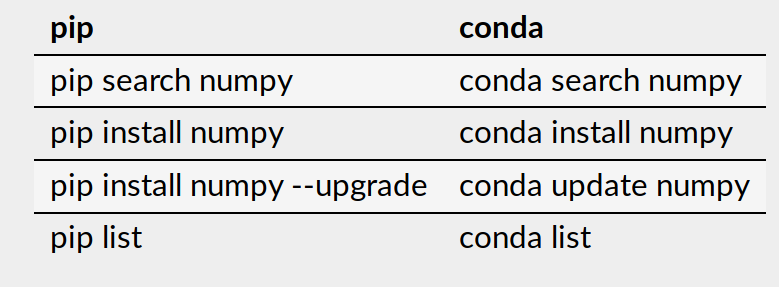 pip conda
pip search numpy conda search numpy
pip install numpy conda install numpy
pip install numpy --upgrade conda update numpy
pip list conda list